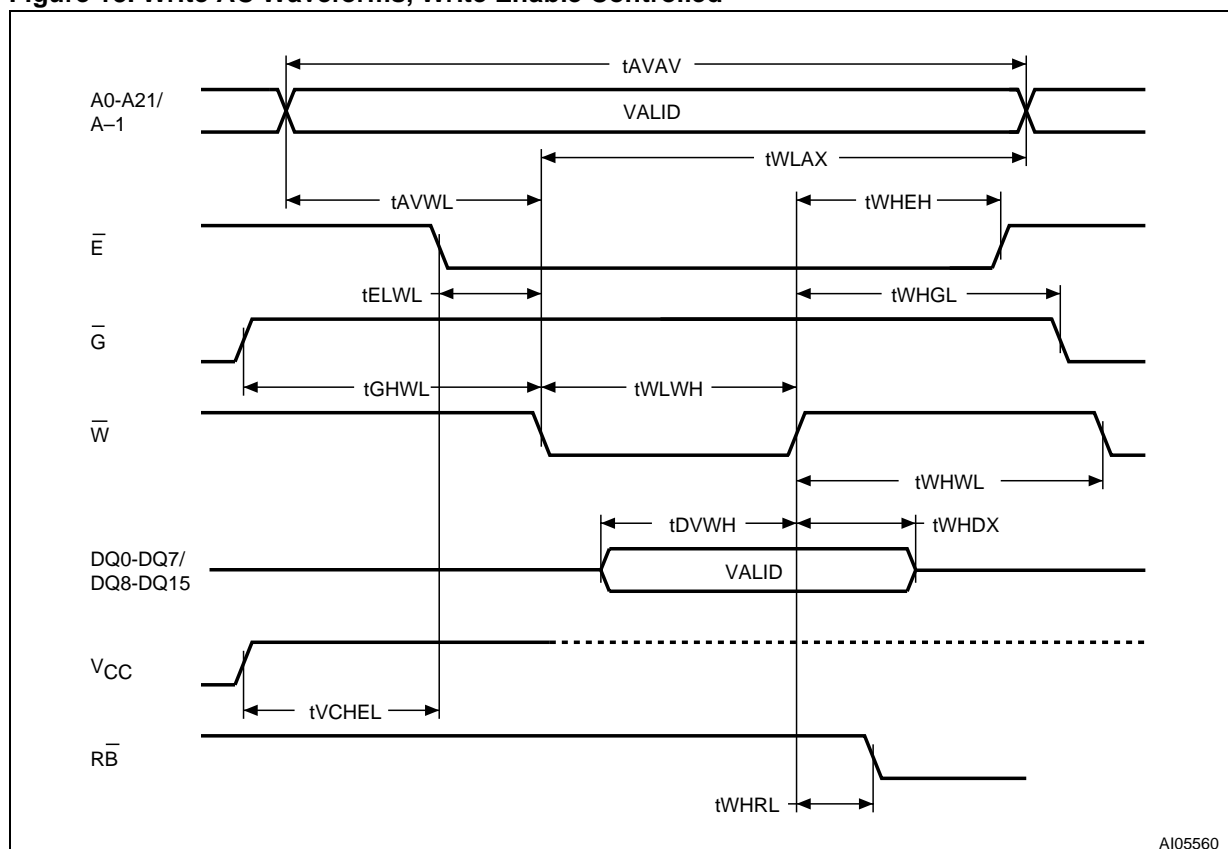 Figure 13. Write AC Waveforms, Write Enable Controlled
tAVAV
A0-A21/
A–1
VALID
tWLAX
tAVWL
tWHEH
E̅
tELWL
tWHGL
G̅
tGHWL
tWLWH
W̅
tWHWL
tDVWH
tWHDX
DQ0-DQ7/
DQ8-DQ15
VALID
VCC
tVCHEL
RB̅
tWHRL
AI05560